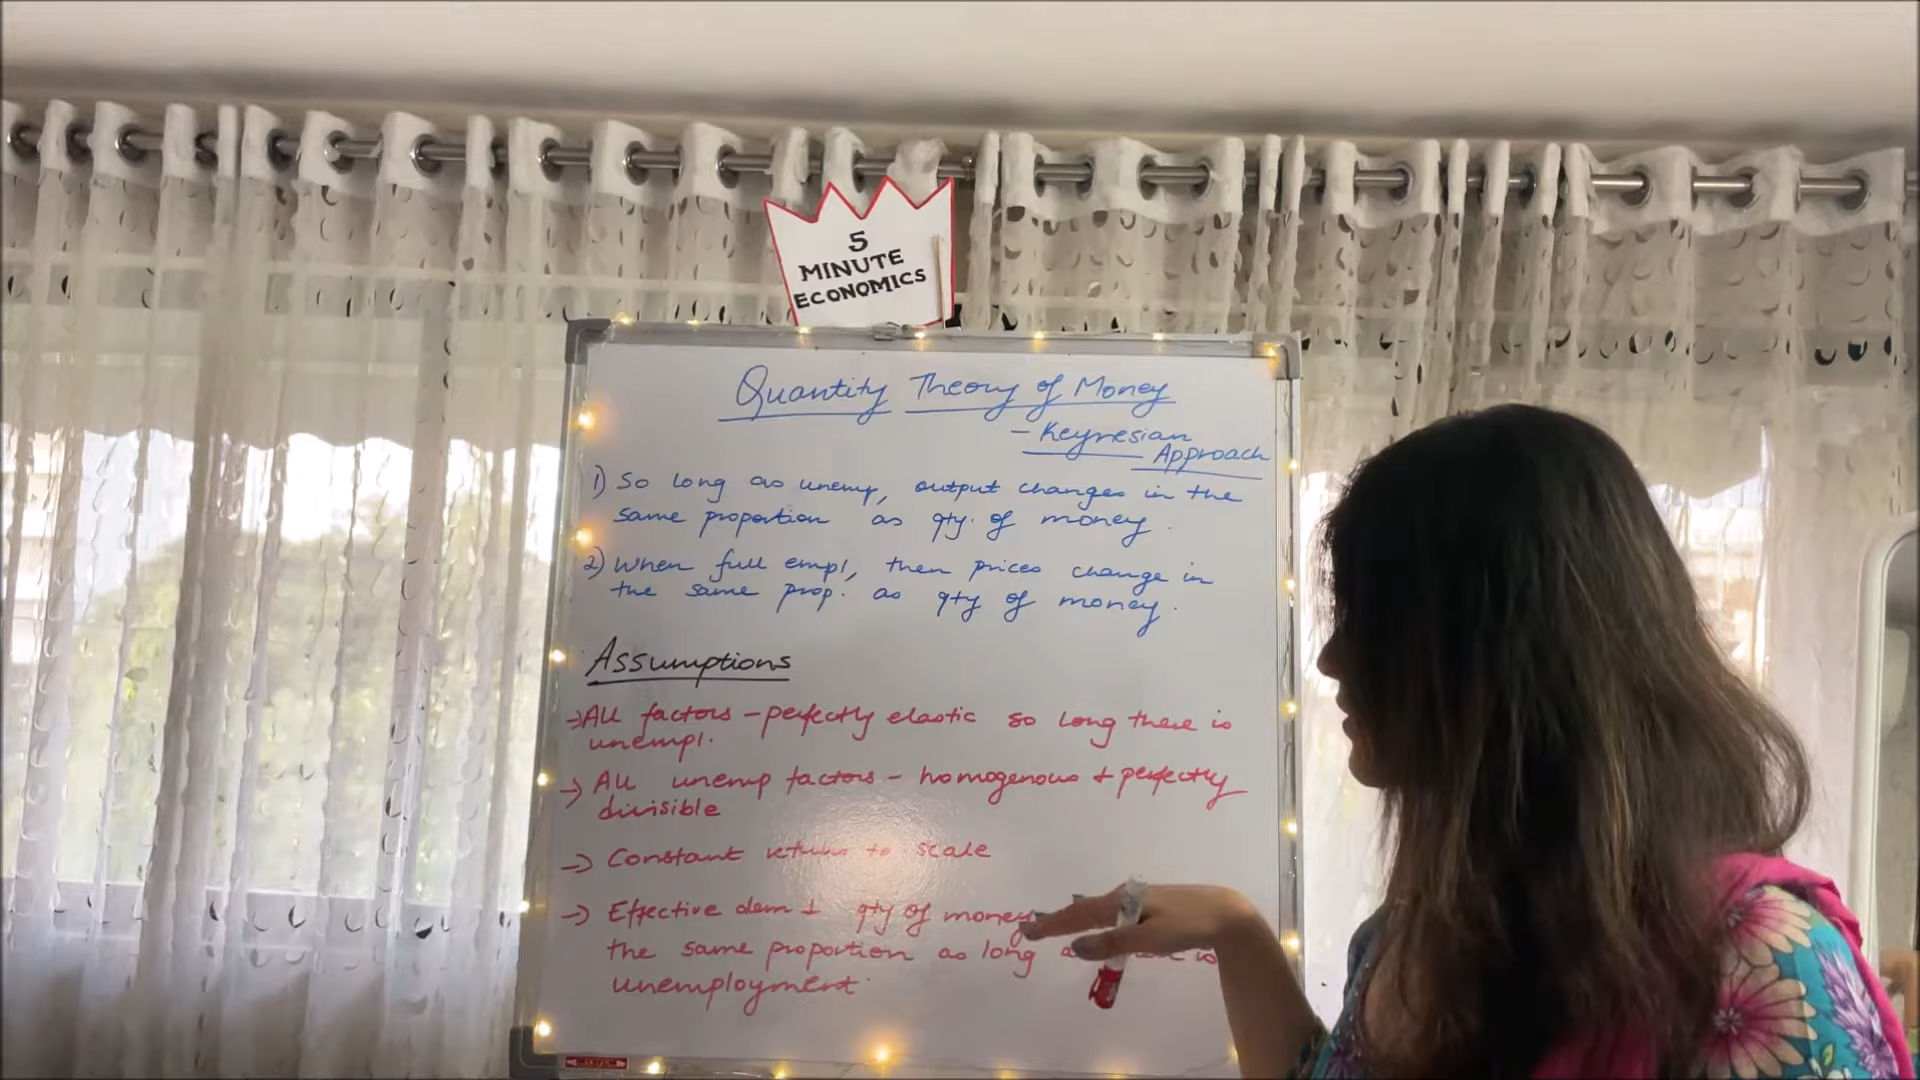 5
MINUTE
ECONOMICS
Quantity Theory of Money
- Keynesian
Approach
1) So long as unemp, output changes in the
same proportion as qty. of money.
2) When full empl, then prices change in
the same prop. as qty of money.
Assumptions
→ All factors - perfectly elastic so long there is
unempl.
→ All unemp factors - homogenous + perfectly
divisible
→ Constant returns to scale
→ Effective dem & qty of money
the same proportion as long is
unemployment.